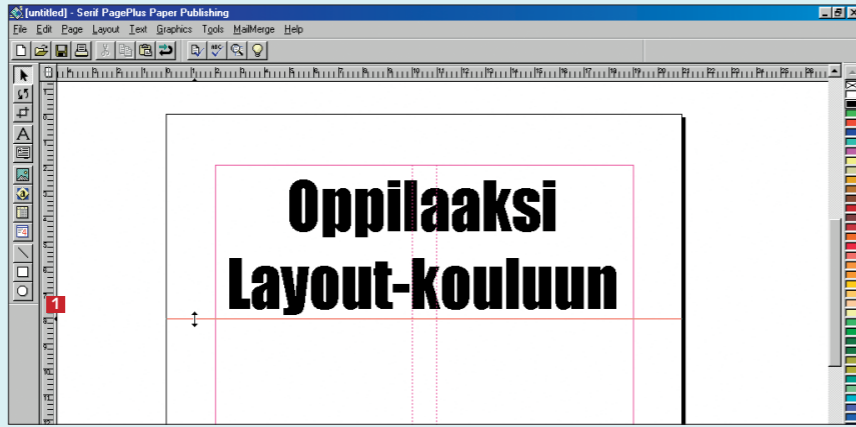 [untitled] - Serif PagePlus Paper Publishing
File Edit Page Layout Text Graphics Tools MailMerge Help
Oppilaaksi
Layout-kouluun
1